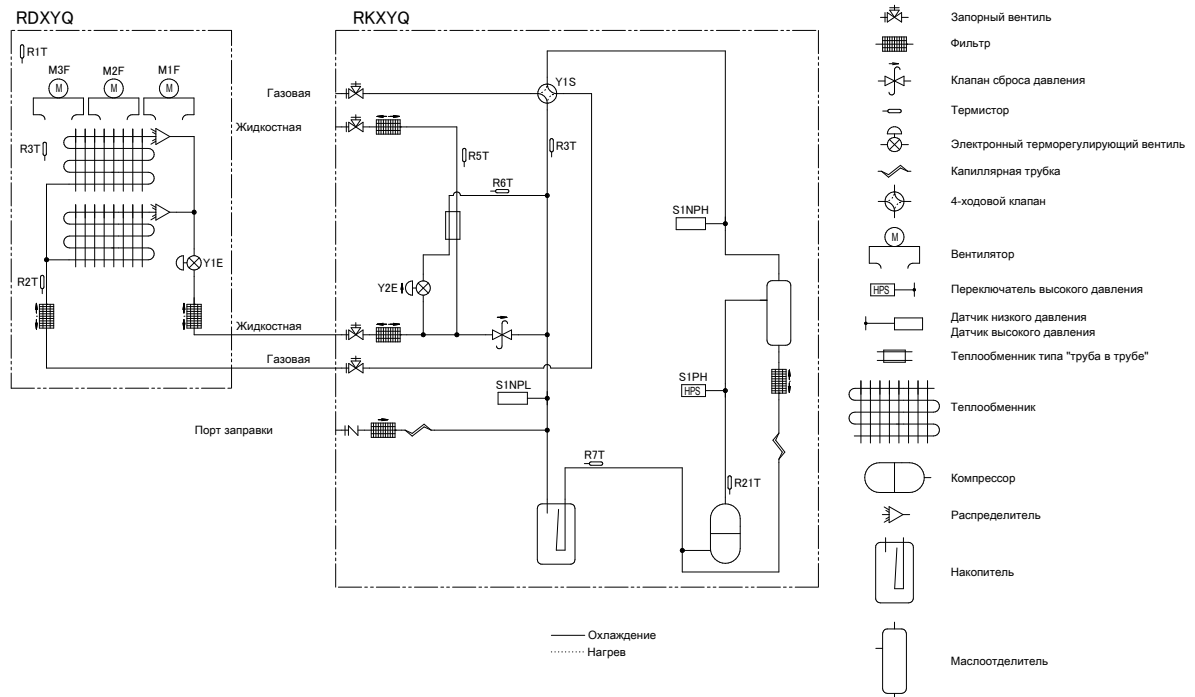 RDXYQ
R1T
M3F
M2F
M1F
M
M
M
R3T
R2T
Y1E
RKXYQ
Газовая
Y1S
Жидкостная
R5T
R3T
R6T
S1NPH
Y2E
Жидкостная
Газовая
S1NPL
S1PH
HPS
Порт заправки
R7T
R21T
Охлаждение
Нагрев
Запорный вентиль
Фильтр
Клапан сброса давления
Термистор
Электронный терморегулирующий вентиль
Капиллярная трубка
4-ходовой клапан
M
Вентилятор
HPS
Переключатель высокого давления
Датчик низкого давления
Датчик высокого давления
Теплообменник типа "труба в трубе"
Теплообменник
Компрессор
Распределитель
Накопитель
Маслоотделитель